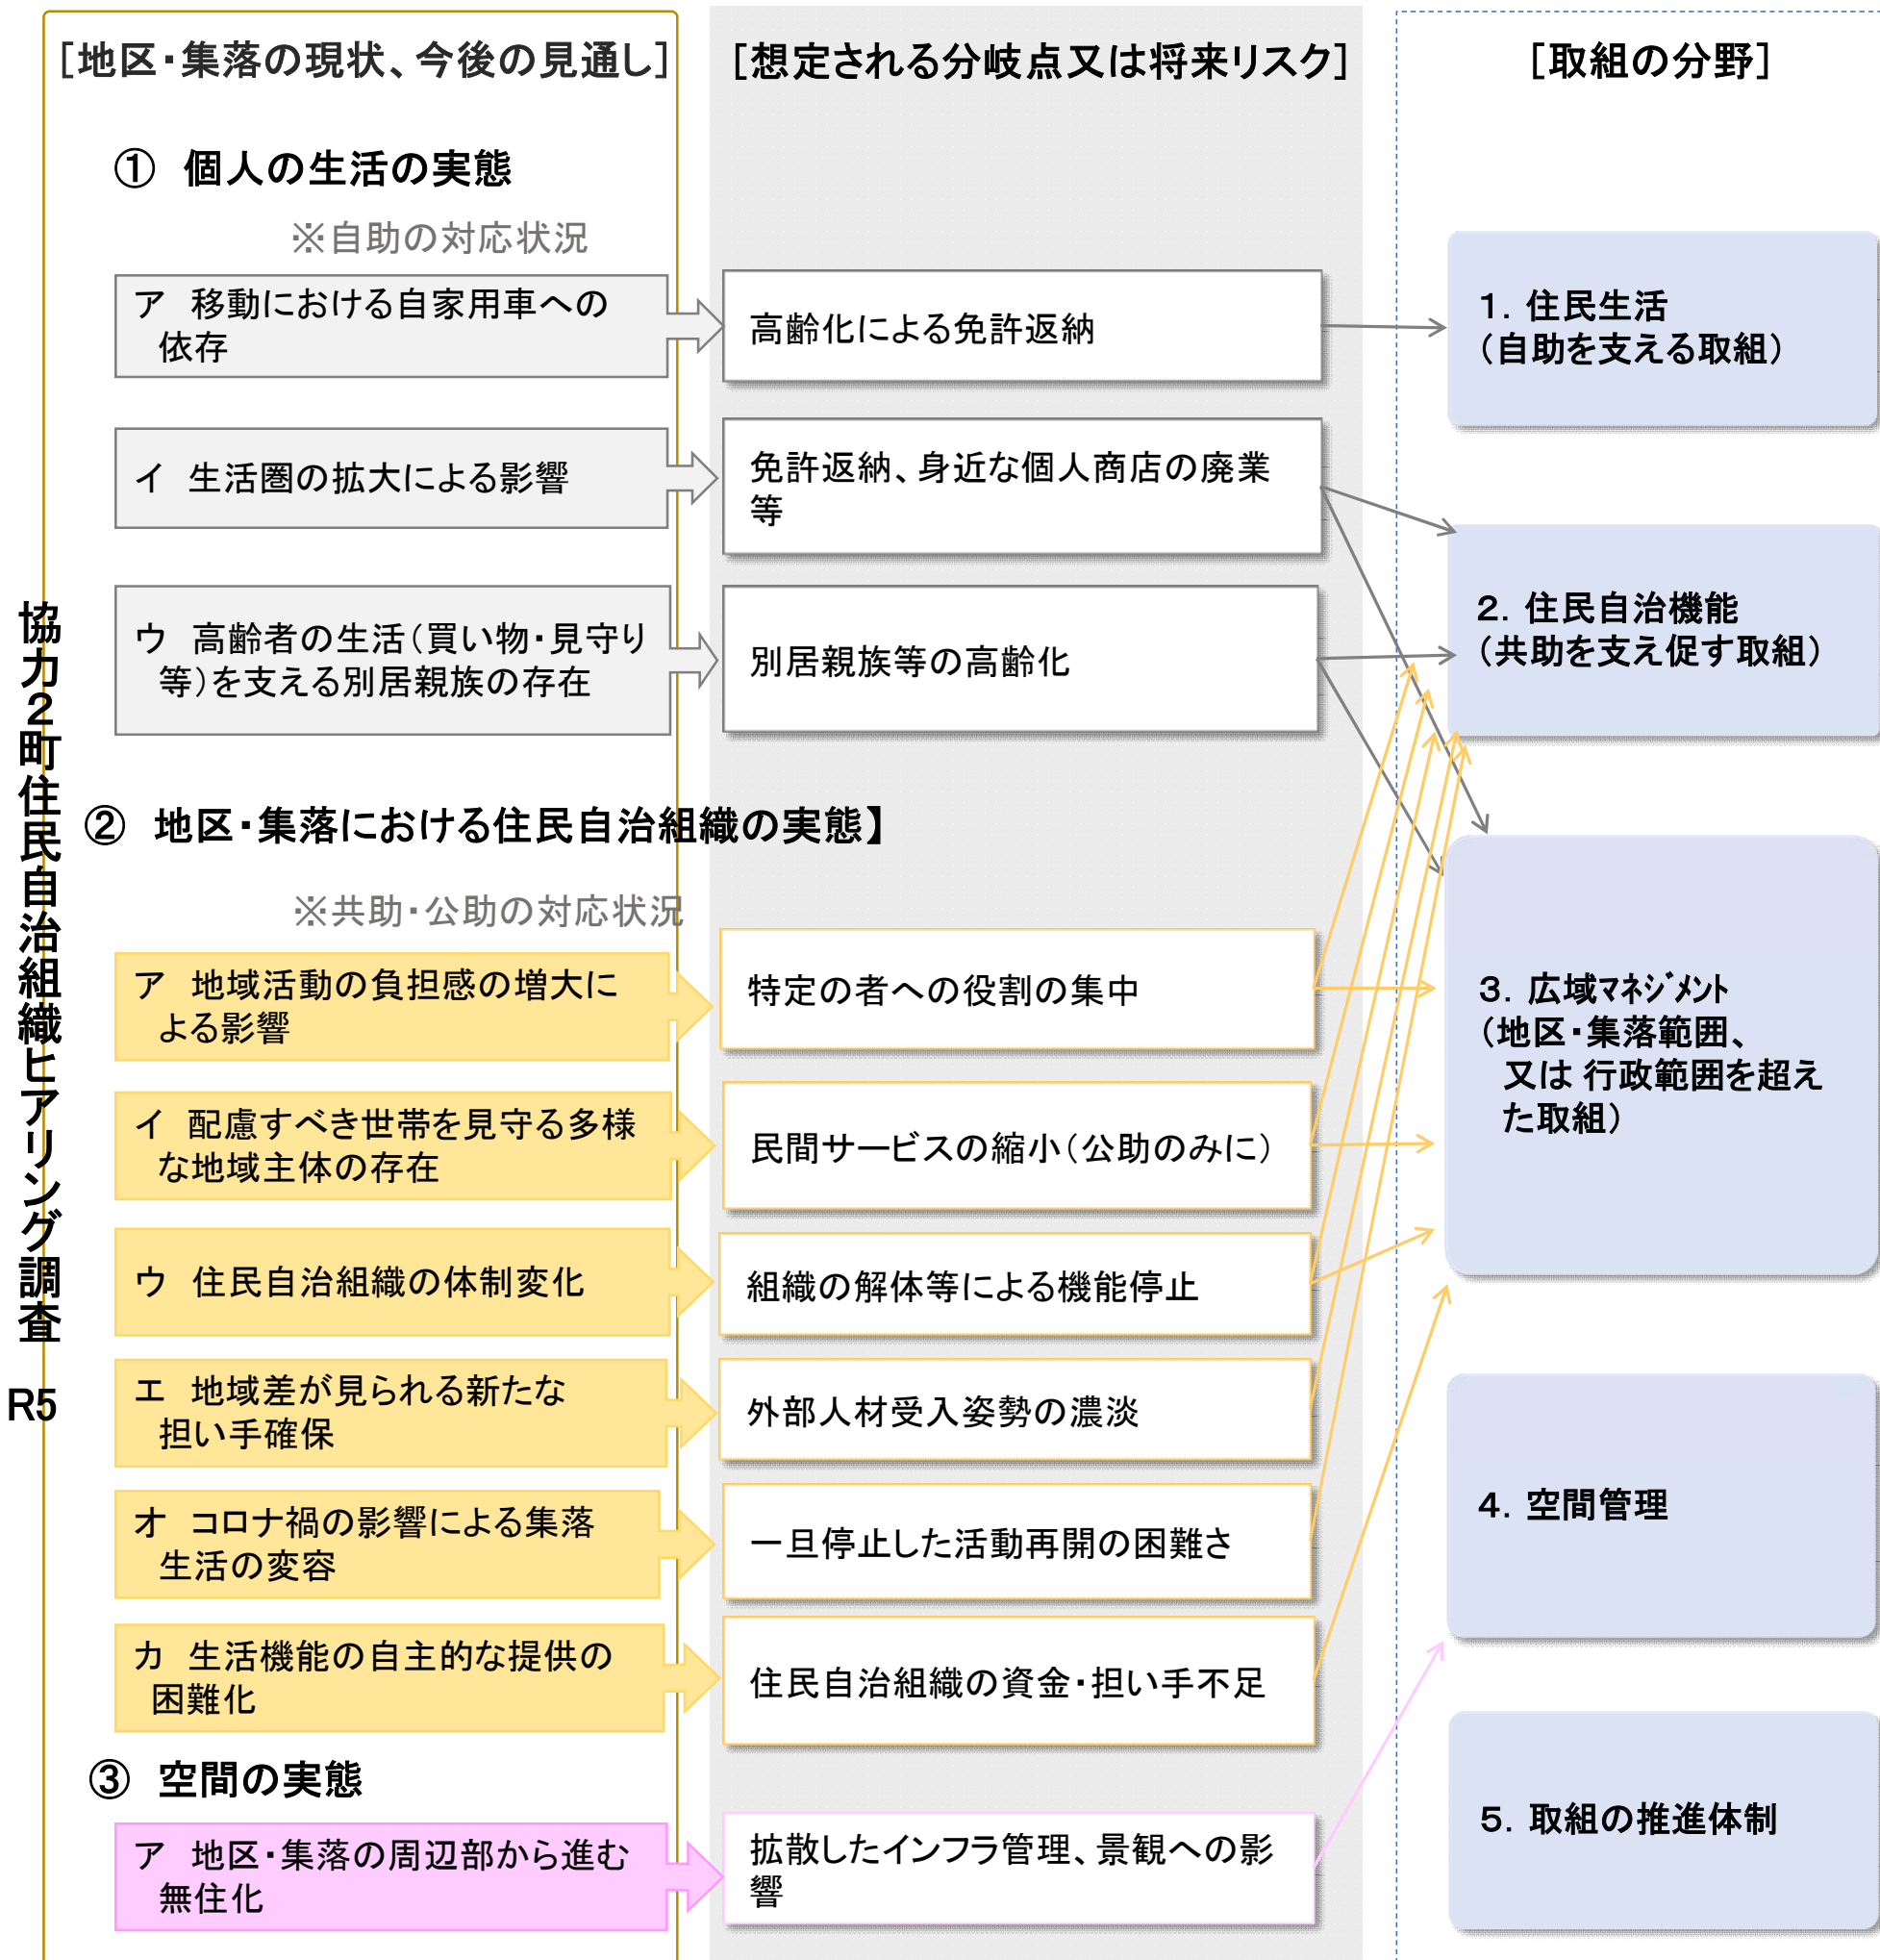 [地区・集落の現状、今後の見通し]
[想定される分岐点又は将来リスク]
[取組の分野]
協力2町住民自治組織ヒアリング調査
R5
① 個人の生活の実態
※自助の対応状況
ア 移動における自家用車への
依存
高齢化による免許返納
イ 生活圏の拡大による影響
免許返納、身近な個人商店の廃業
等
ウ 高齢者の生活(買い物・見守り
等)を支える別居親族の存在
別居親族等の高齢化
② 地区・集落における住民自治組織の実態】
※共助・公助の対応状況
ア 地域活動の負担感の増大に
よる影響
特定の者への役割の集中
イ 配慮すべき世帯を見守る多様
な地域主体の存在
民間サービスの縮小(公助のみに)
ウ 住民自治組織の体制変化
組織の解体等による機能停止
エ 地域差が見られる新たな
担い手確保
外部人材受入姿勢の濃淡
オ コロナ禍の影響による集落
生活の変容
一旦停止した活動再開の困難さ
カ 生活機能の自主的な提供の
困難化
住民自治組織の資金・担い手不足
③ 空間の実態
ア 地区・集落の周辺部から進む
無住化
拡散したインフラ管理、景観への影
響
1. 住民生活
(自助を支える取組)
2. 住民自治機能
(共助を支え促す取組)
3. 広域マネジメント
(地区・集落範囲、
又は 行政範囲を超え
た取組)
4. 空間管理
5. 取組の推進体制